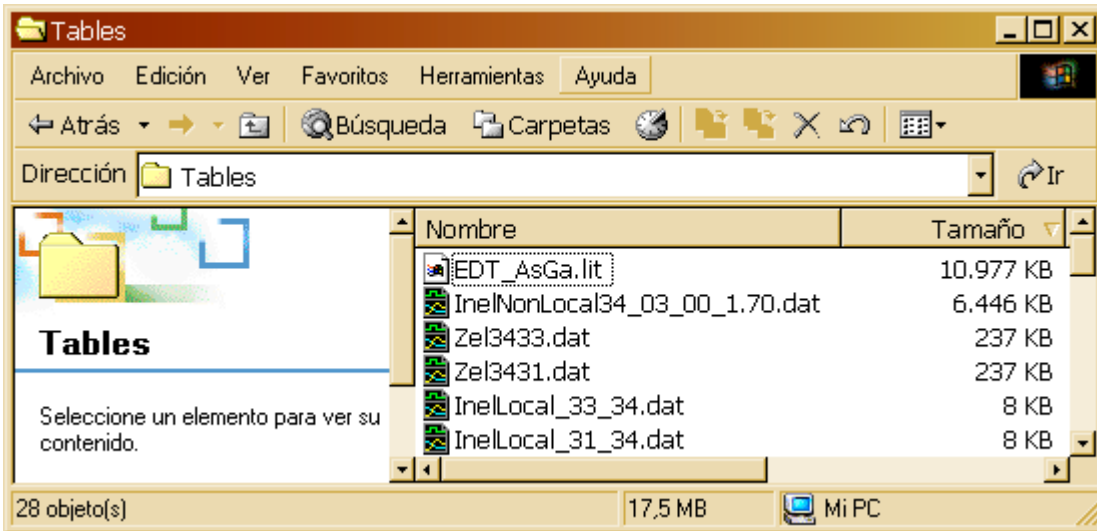 Tables
Archivo Edición Ver Favoritos Herramientas Ayuda
Atrás Búsqueda Carpetas
Dirección Tables Ir
Nombre Tamaño
EDT_AsGa.lit 10.977 KB
InelNonLocal34_03_00_1.70.dat 6.446 KB
Zel3433.dat 237 KB
Zel3431.dat 237 KB
InelLocal_33_34.dat 8 KB
InelLocal_31_34.dat 8 KB
Tables
Seleccione un elemento para ver su
contenido.
28 objeto(s) 17,5 MB Mi PC